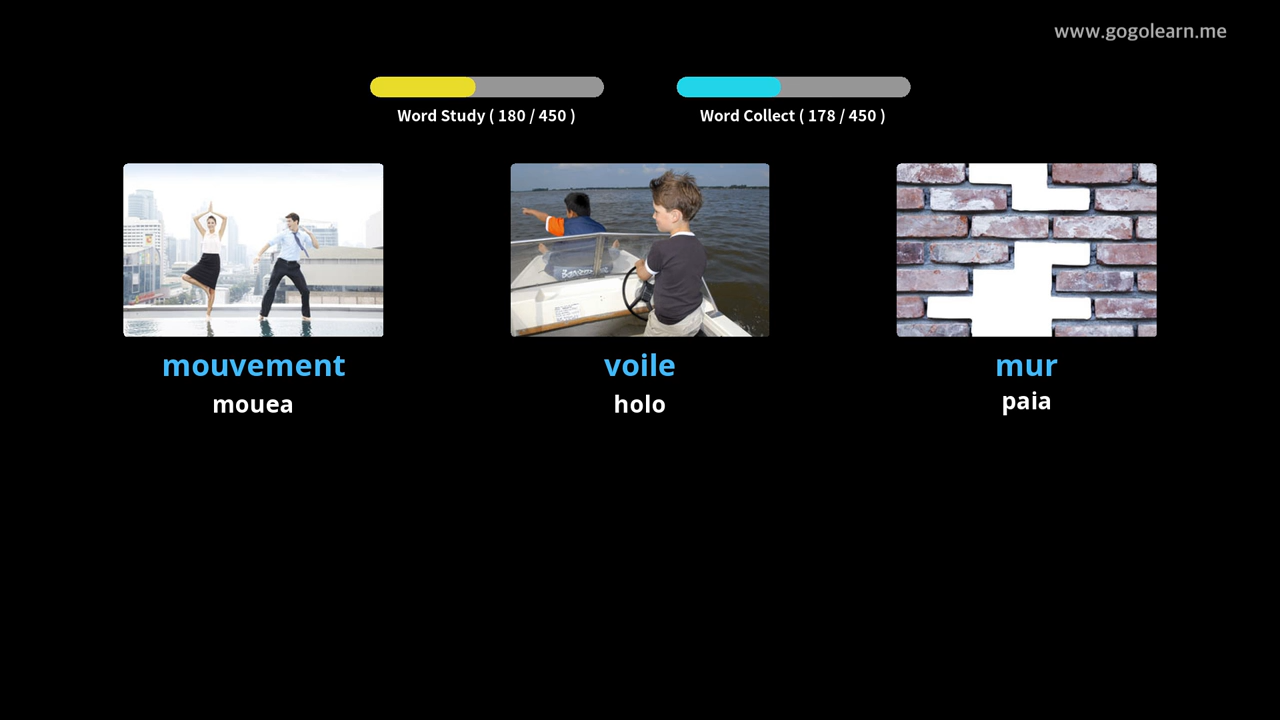 www.gogolearn.me
Word Study ( 180 / 450 )
Word Collect ( 178 / 450 )
mouvement
mouea
voile
holo
mur
paia